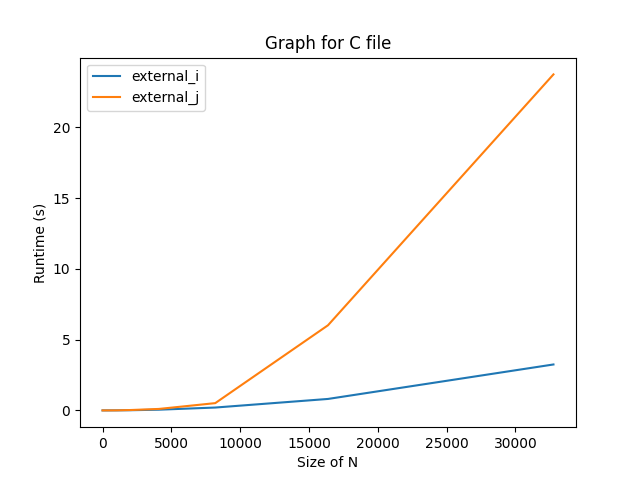 Graph for C file
external_i
external_j
Runtime (s)
20
15
10
5
0
0 5000 10000 15000 20000 25000 30000
Size of N